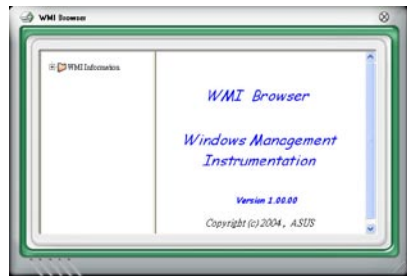 WMI Browser
WMI Information
WMI Browser
Windows Management
Instrumentation
Version 1.00.00
Copyright (c) 2004, ASUS